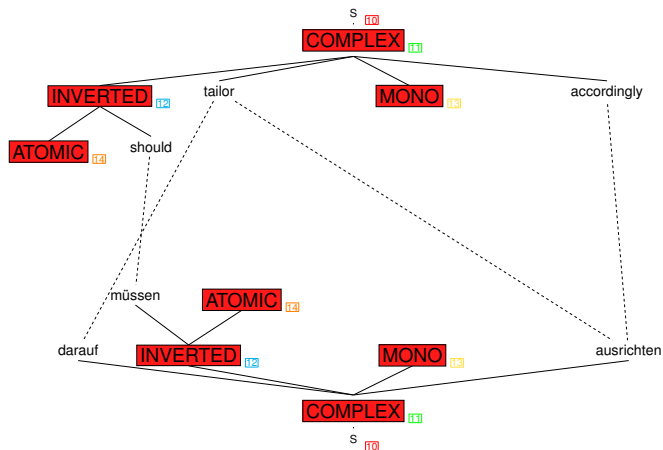 S 10
COMPLEX 11
INVERTED 12 tailor MONO 13 accordingly
ATOMIC 14 should
müssen ATOMIC 14
darauf INVERTED 12 MONO 13 ausrichten
COMPLEX 11
S 10